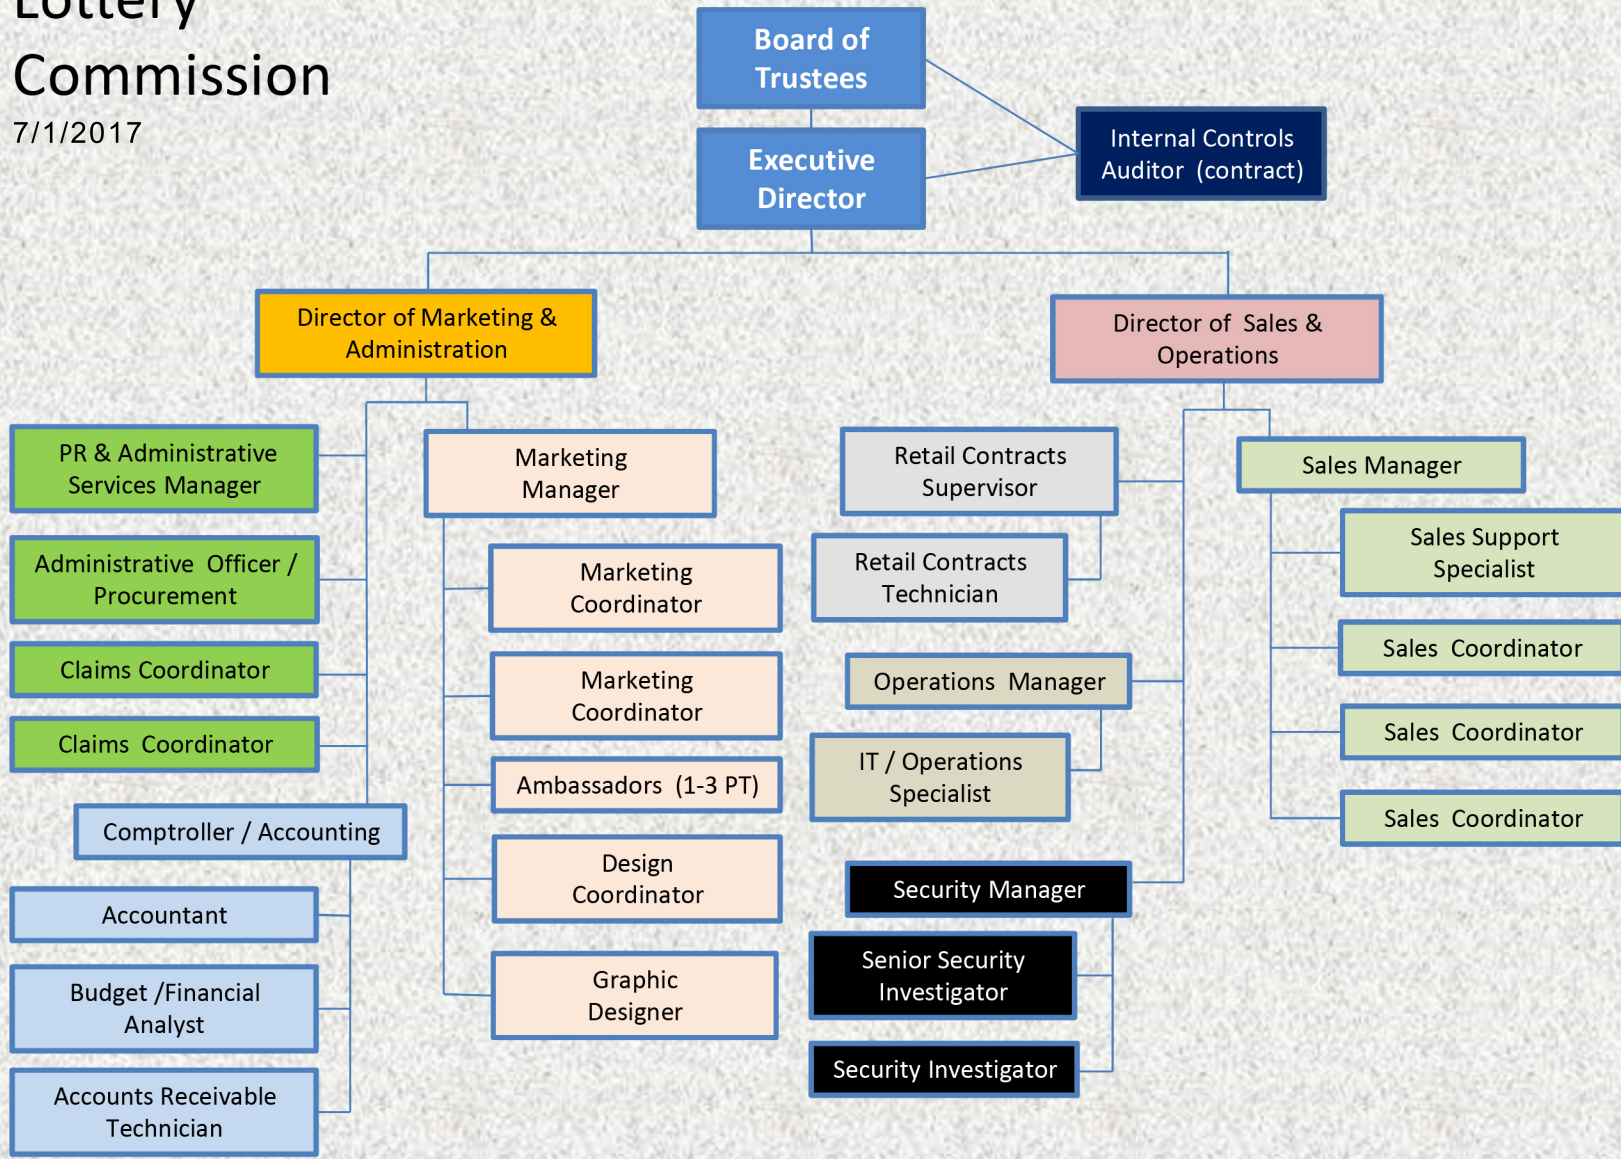 Lottery
Commission
7/1/2017
Board of
Trustees
Executive
Director
Internal Controls
Auditor (contract)
Director of Marketing &
Administration
Director of Sales &
Operations
PR & Administrative
Services Manager
Administrative Officer /
Procurement
Claims Coordinator
Claims Coordinator
Comptroller / Accounting
Accountant
Budget /Financial
Analyst
Accounts Receivable
Technician
Marketing
Manager
Marketing
Coordinator
Marketing
Coordinator
Ambassadors (1-3 PT)
Design
Coordinator
Graphic
Designer
Retail Contracts
Supervisor
Retail Contracts
Technician
Operations Manager
IT / Operations
Specialist
Security Manager
Senior Security
Investigator
Security Investigator
Sales Manager
Sales Support
Specialist
Sales Coordinator
Sales Coordinator
Sales Coordinator